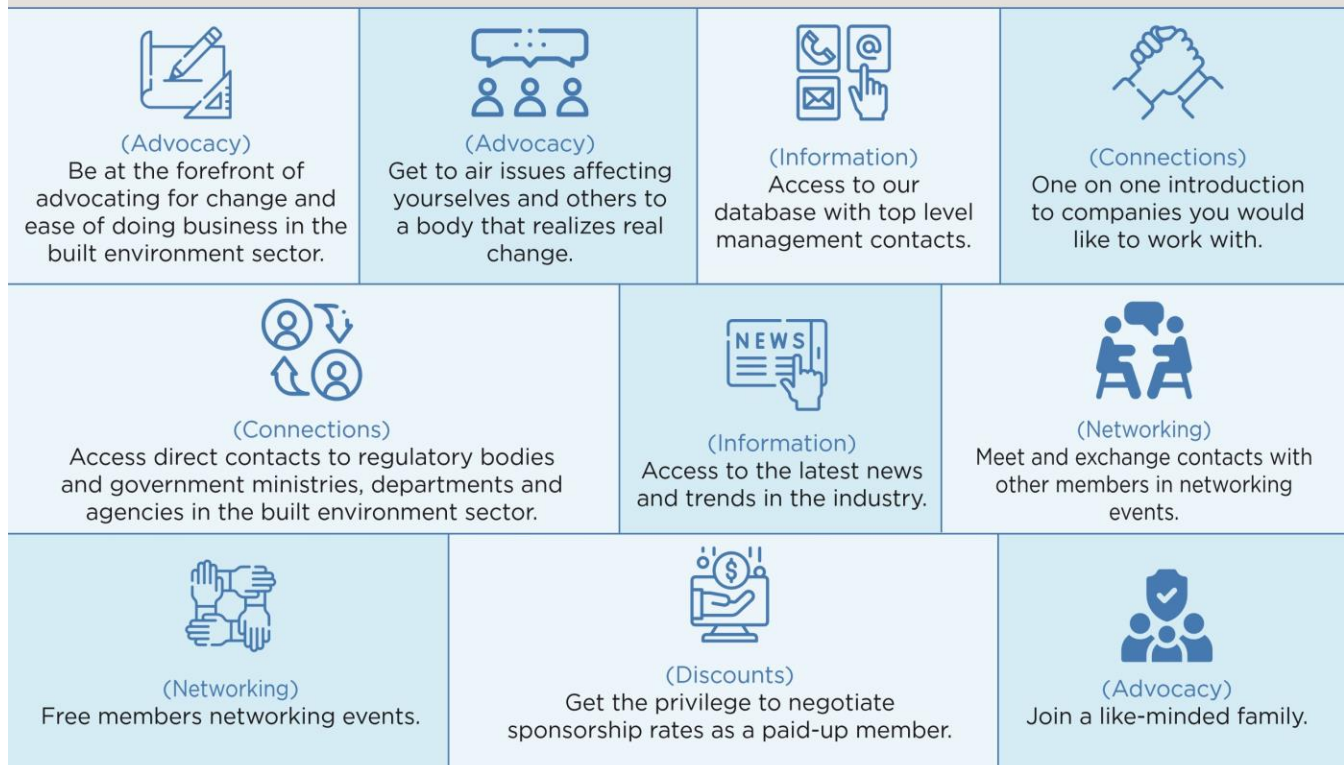 (Advocacy)
Be at the forefront of
advocating for change and
ease of doing business in the
built environment sector.
(Advocacy)
Get to air issues affecting
yourselves and others to
a body that realizes real
change.
@
(Information)
Access to our
database with top level
management contacts.
(Connections)
One on one introduction
to companies you would
like to work with.
(Connections)
Access direct contacts to regulatory bodies
and government ministries, departments and
agencies in the built environment sector.
NEWS
(Information)
Access to the latest news
and trends in the industry.
(Networking)
Meet and exchange contacts with
other members in networking
events.
(Networking)
Free members networking events.
$
(Discounts)
Get the privilege to negotiate
sponsorship rates as a paid-up member.
(Advocacy)
Join a like-minded family.